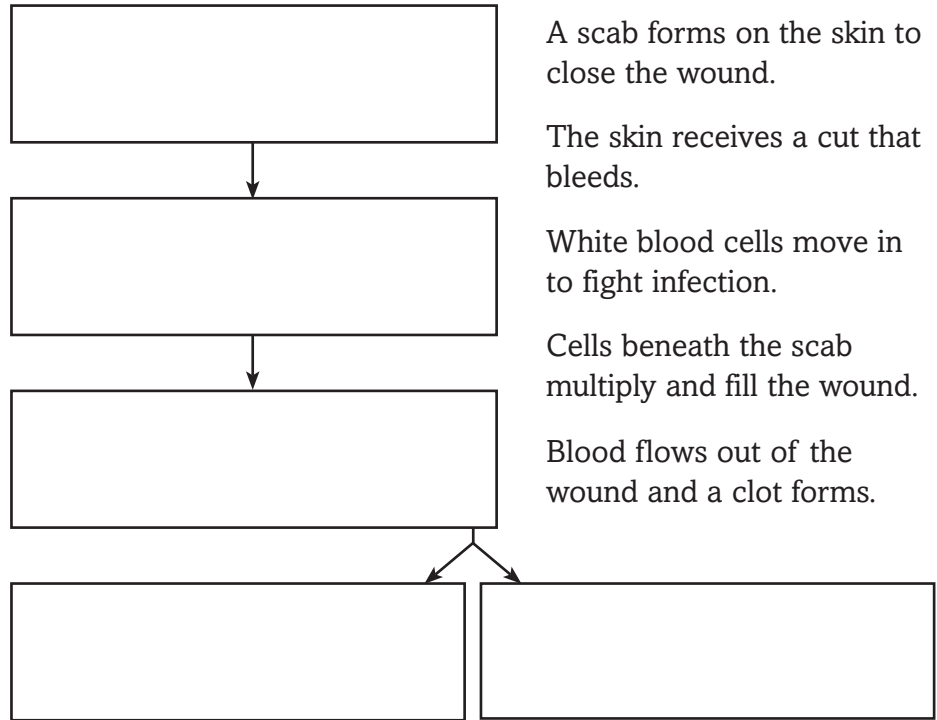 A scab forms on the skin to
close the wound.
The skin receives a cut that
bleeds.
White blood cells move in
to fight infection.
Cells beneath the scab
multiply and fill the wound.
Blood flows out of the
wound and a clot forms.